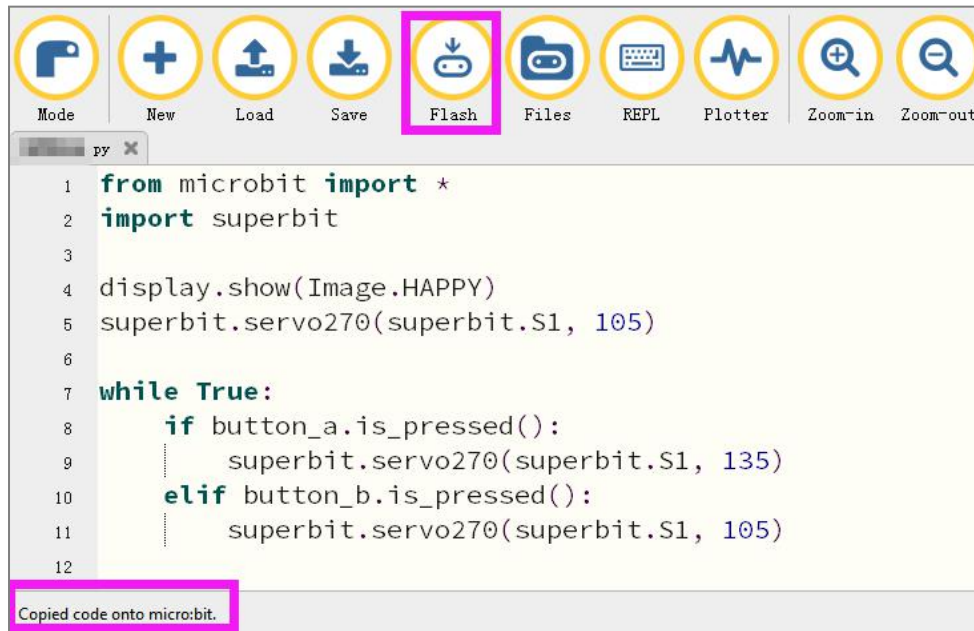 Mode New Load Save Flash Files REPL Plotter Zoom-in Zoom-out
py
1 from microbit import *
2 import superbit
3
4 display.show(Image.HAPPY)
5 superbit.servo270(superbit.S1, 105)
6
7 while True:
8 if button_a.is_pressed():
9 superbit.servo270(superbit.S1, 135)
10 elif button_b.is_pressed():
11 superbit.servo270(superbit.S1, 105)
12
Copied code onto micro:bit.